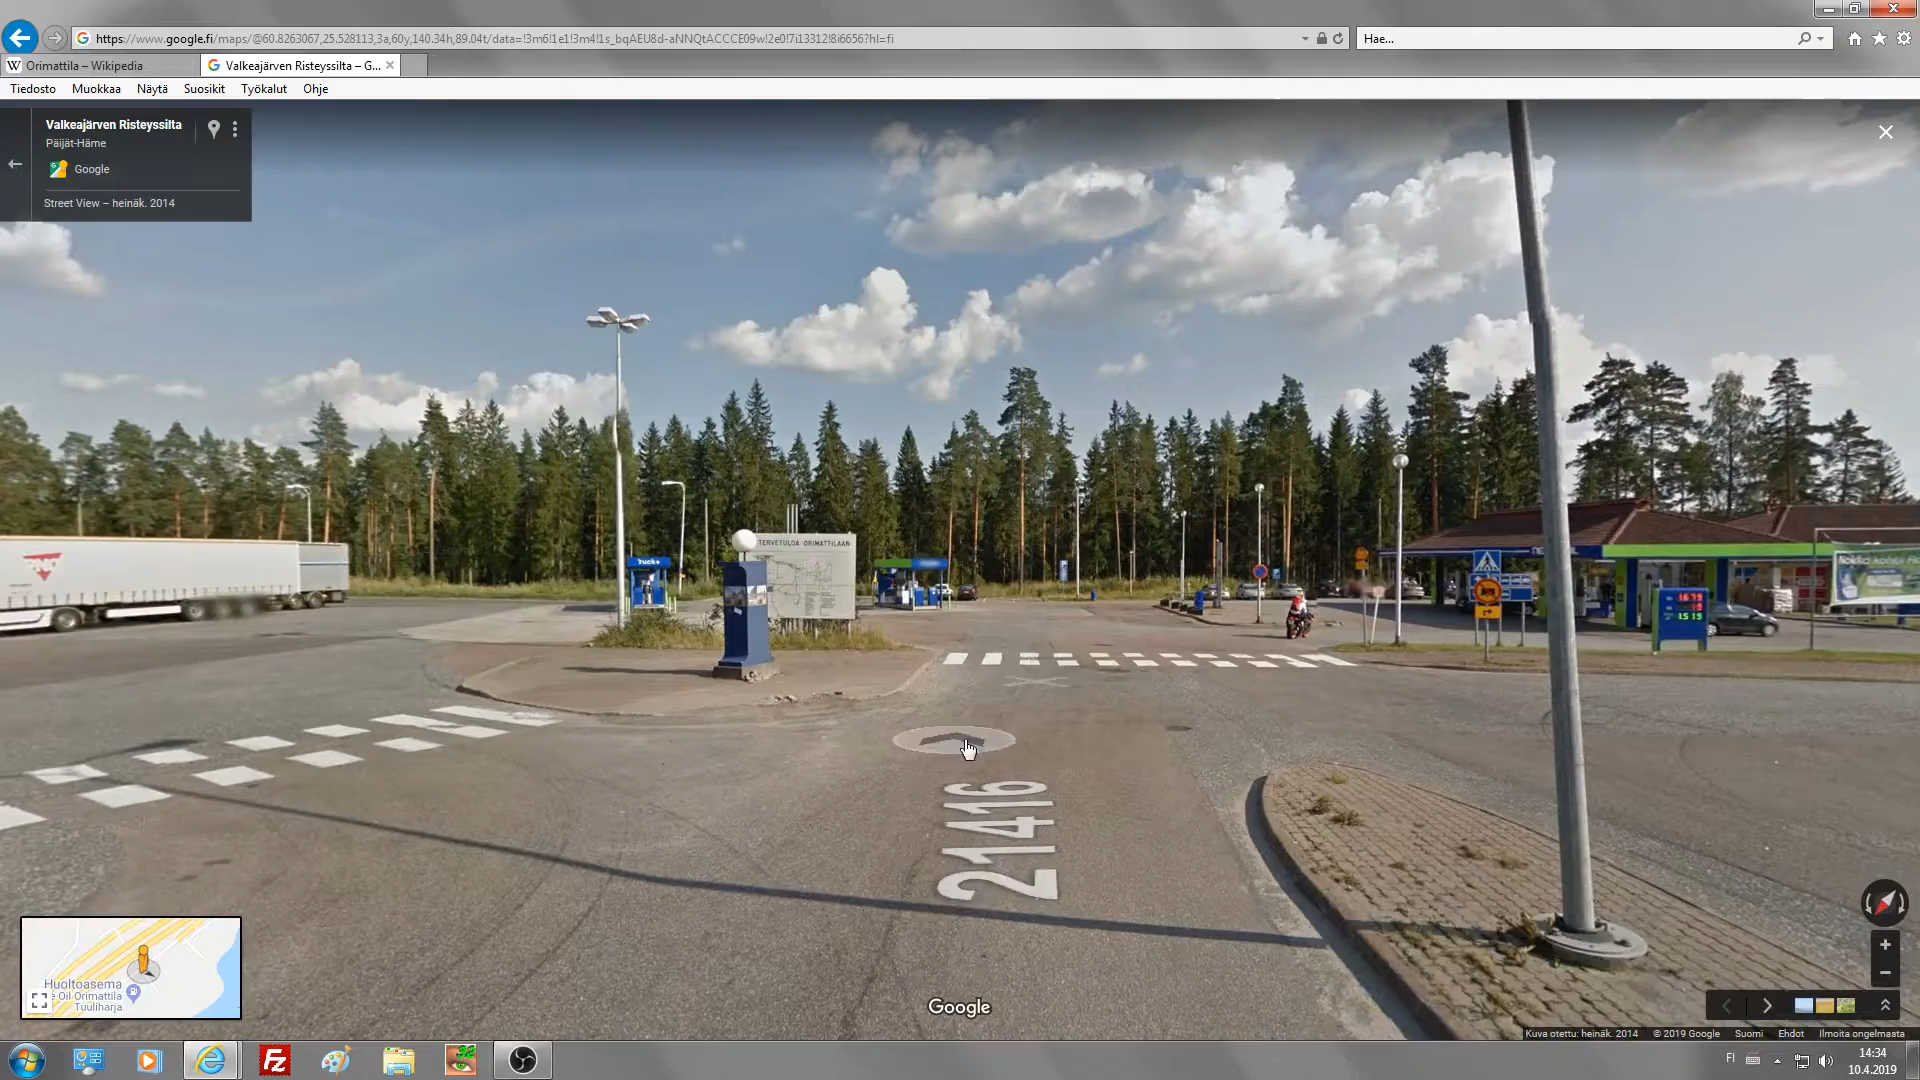 https://www.google.fi/maps/@60.8263067,25.528113,3a,60y,140.34h,89.04t/data=!3m6!1e1!3m4!1s_bqAEU8d-aNNQtACCCE09w!2e0!7i13312!8i6656?hl=fi
Hae...
Orimattila – Wikipedia
Valkeajärven Risteyssilta – G...
Tiedosto Muokkaa Näytä Suosikit Työkalut Ohje
Valkeajärven Risteyssilta
Päijät-Häme
Google
Street View – heinäk. 2014
TERVETULOA ORIMATTILAAN
Truck+
21416
Huoltoasema
e Oil Orimattila
Tuuliharja
Google
Kuva otettu: heinäk. 2014 © 2019 Google Suomi Ehdot Ilmoita ongelmasta
FI
14:34
10.4.2019